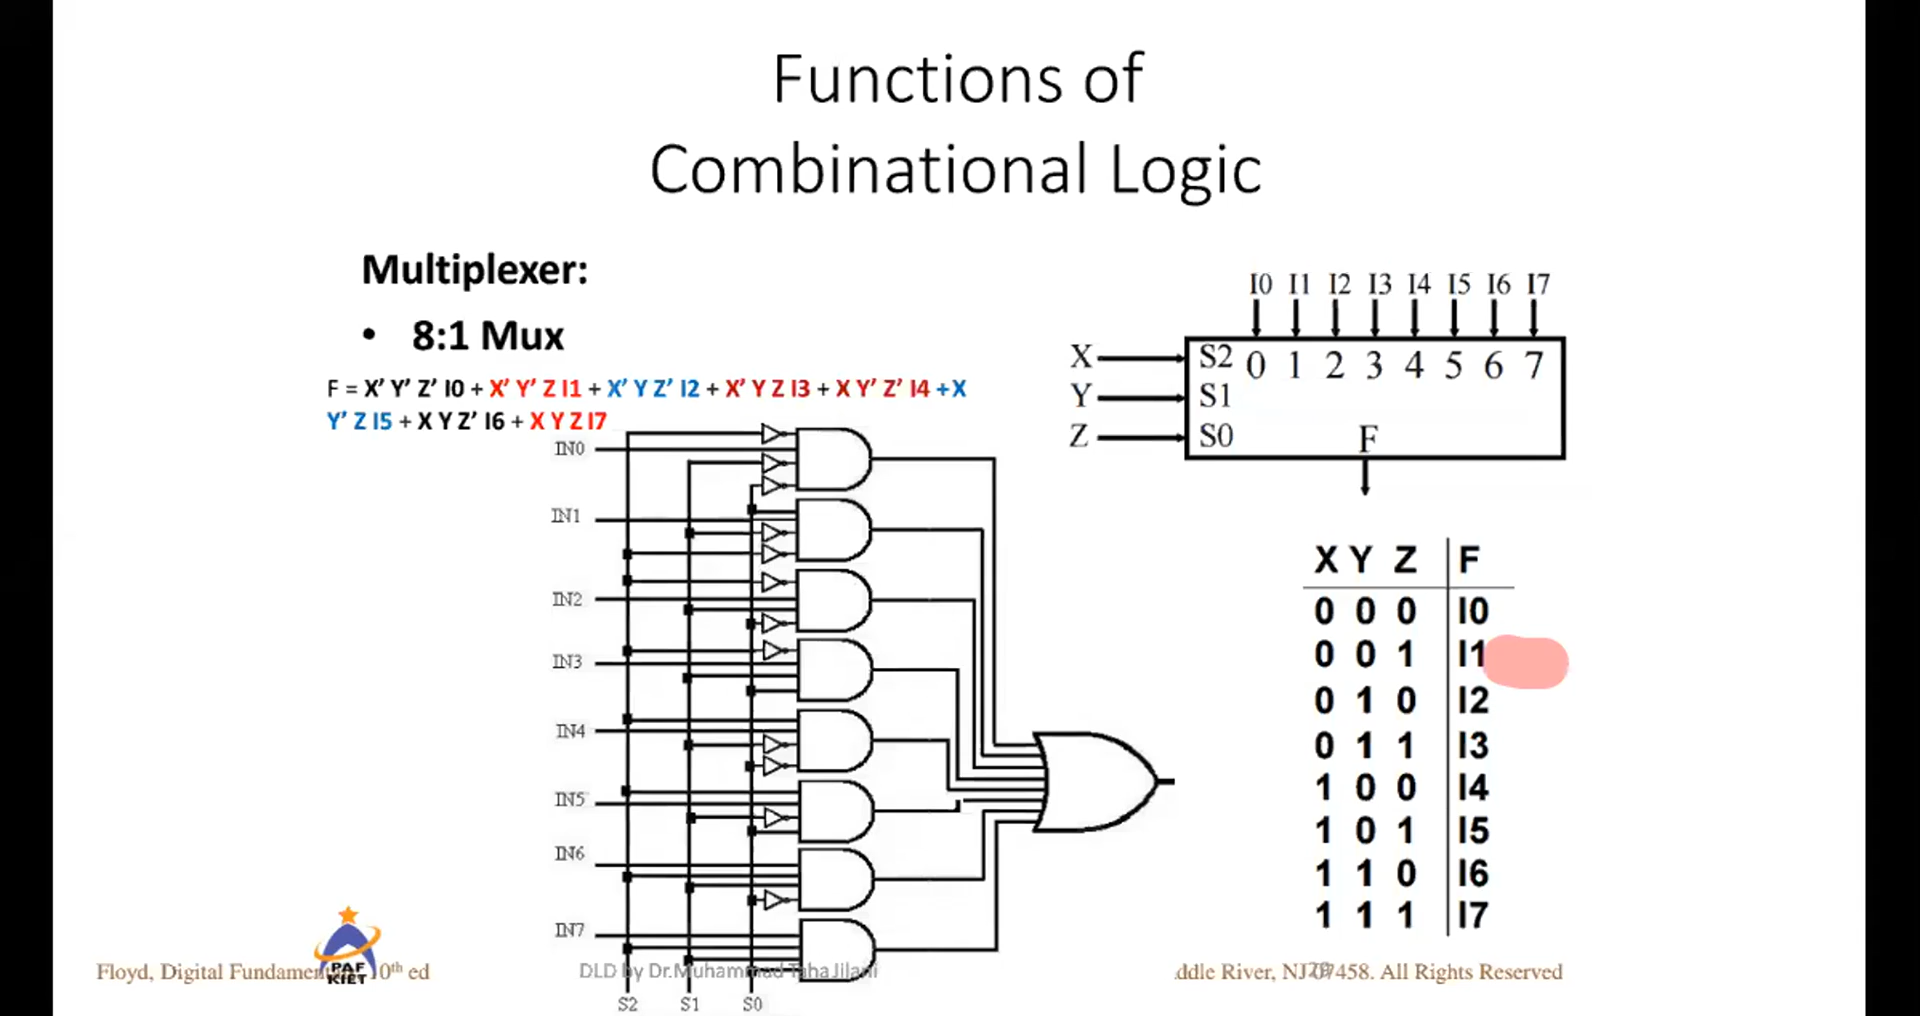 Functions of
Combinational Logic
Multiplexer:
• 8:1 Mux
F = X' Y' Z' I0 + X' Y' Z I1 + X' Y Z' I2 + X' Y Z I3 + X Y' Z' I4 + X
Y' Z I5 + X Y Z' I6 + X Y Z I7
IN0
IN1
IN2
IN3
IN4
IN5
IN6
IN7
S2 S1 S0
I0 I1 I2 I3 I4 I5 I6 I7
X S2 0 1 2 3 4 5 6 7
Y S1
Z S0 F
X Y Z F
0 0 0 I0
0 0 1 I1
0 1 0 I2
0 1 1 I3
1 0 0 I4
1 0 1 I5
1 1 0 I6
1 1 1 I7
Floyd, Digital 10th ed
PAF
KIET
DLD by Dr.Muhammad Taha Jilani
ddle River, NJ 07458. All Rights Reserved